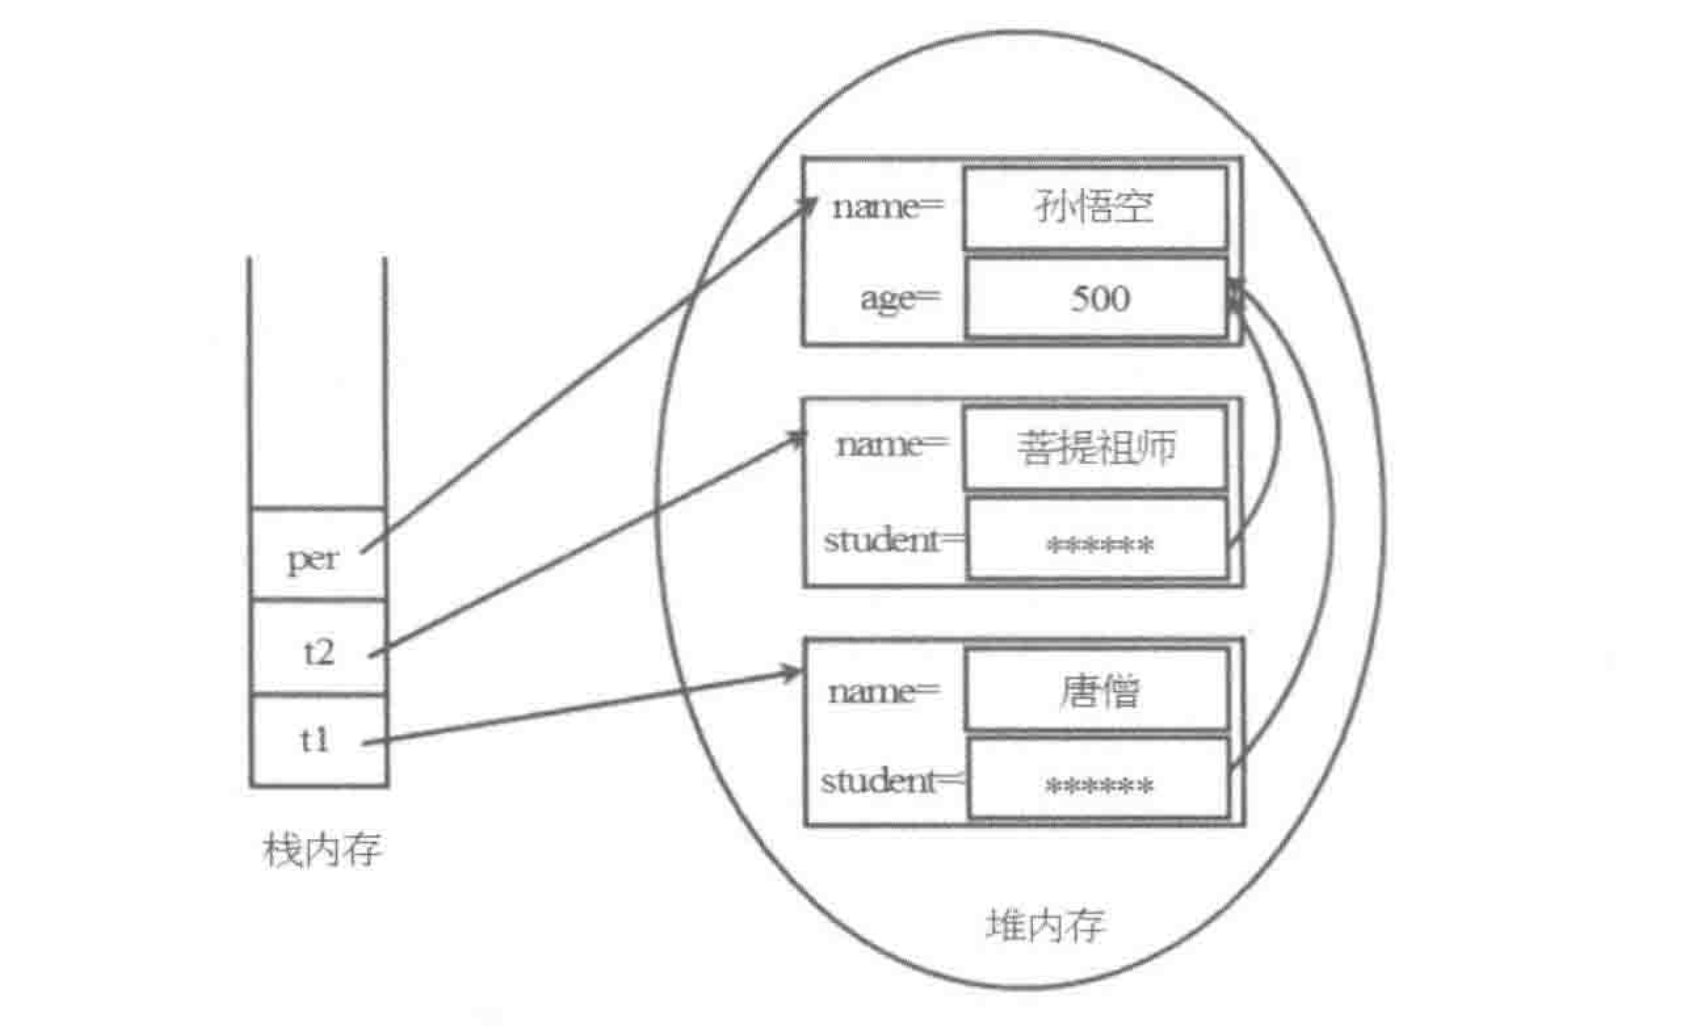 name= 孙悟空
age= 500
name= 菩提祖师
student= ******
name= 唐僧
student= ******
per
t2
t1
栈内存
堆内存